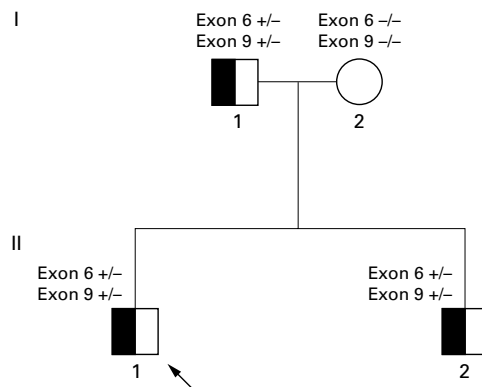 I
Exon 6 +/–
Exon 9 +/–
Exon 6 –/–
Exon 9 –/–
1
2
II
Exon 6 +/–
Exon 9 +/–
Exon 6 +/–
Exon 9 +/–
1
2